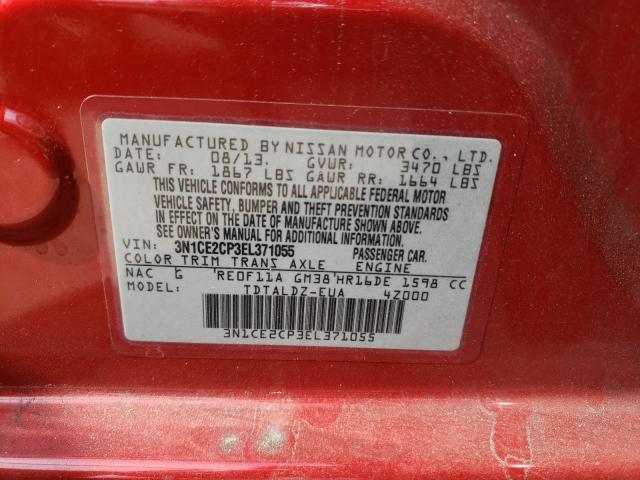 MANUFACTURED BY NISSAN MOTOR CO., LTD.
DATE: 08/13. GVWR: 3470 LBS
GAWR FR: 1867 LBS GAWR RR: 1664 LBS
THIS VEHICLE CONFORMS TO ALL APPLICABLE FEDERAL MOTOR
VEHICLE SAFETY, BUMPER AND THEFT PREVENTION STANDARDS
IN EFFECT ON THE DATE OF MANUFACTURE SHOWN ABOVE.
SEE OWNER'S MANUAL FOR ADDITIONAL INFORMATION.
VIN: 3N1CE2CP3EL371055 PASSENGER CAR.
COLOR TRIM TRANS AXLE ENGINE
NAC G RE0F11A GM38 HR16DE 1598 CC
MODEL: TDTALDZ-EUA 4Z000
3N1CE2CP3EL371055